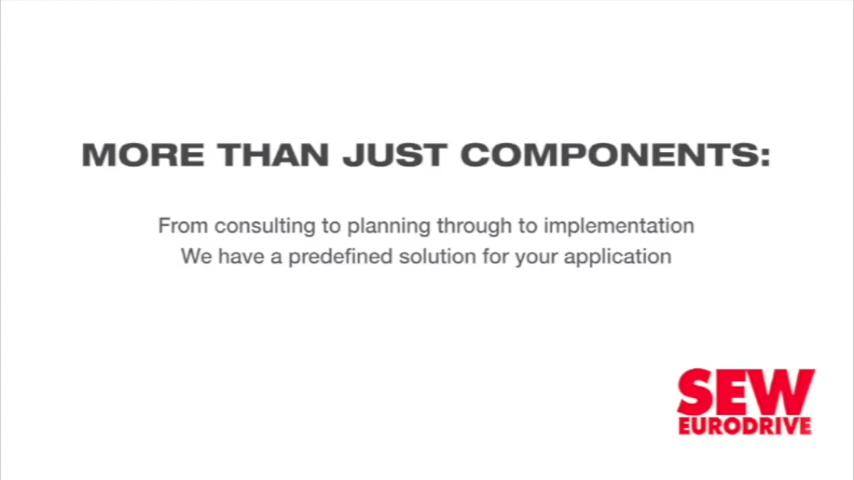 MORE THAN JUST COMPONENTS:
From consulting to planning through to implementation
We have a predefined solution for your application
SEW
EURODRIVE